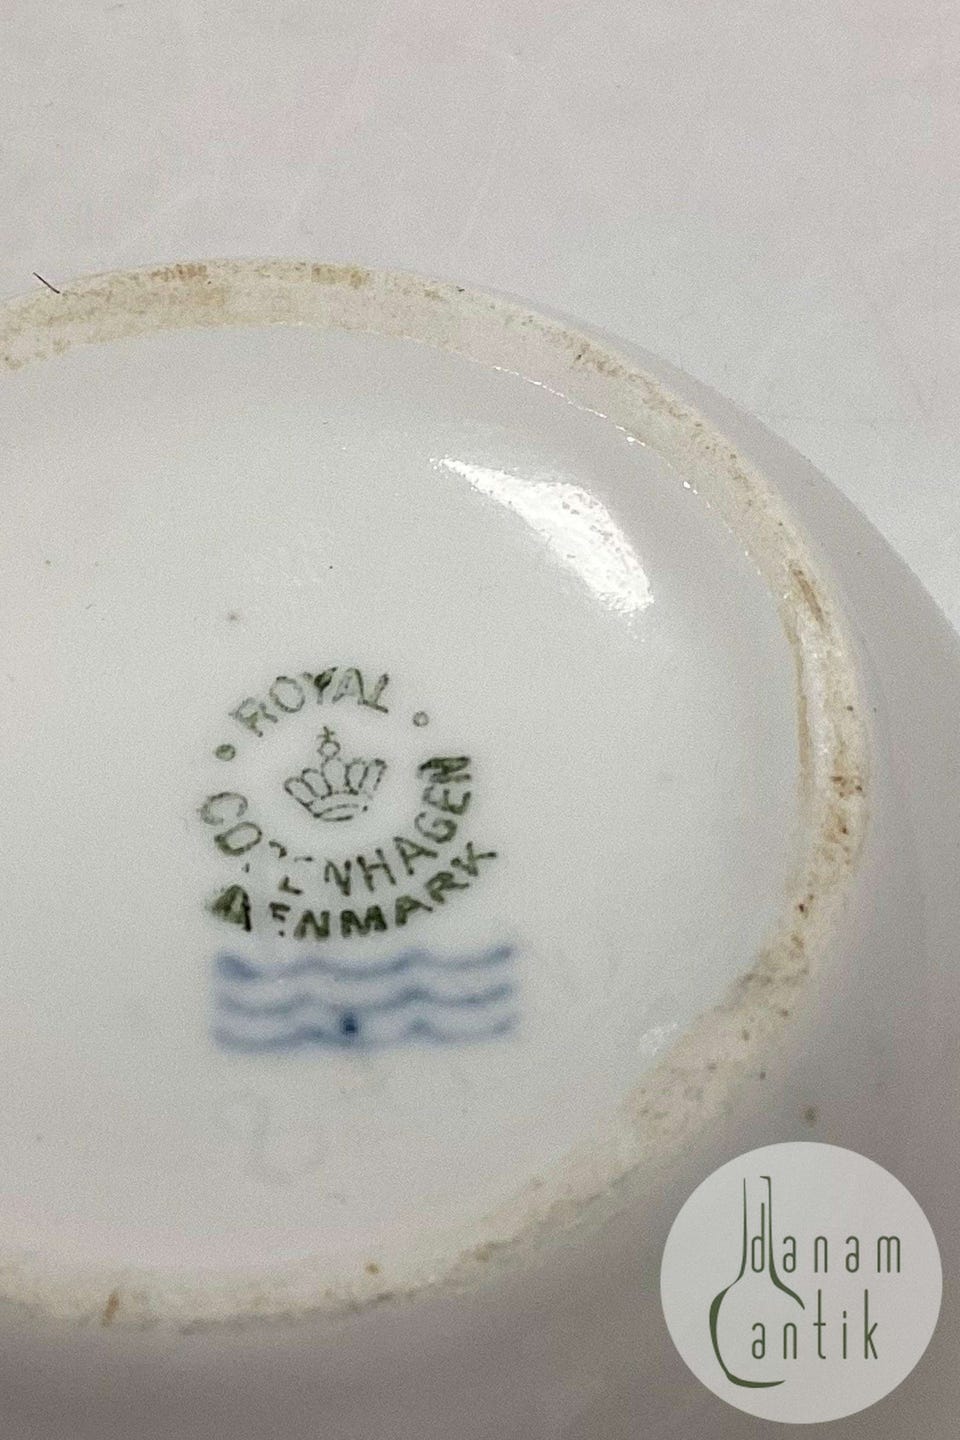 ROYAL
COPENHAGEN
DENMARK
danam
antik